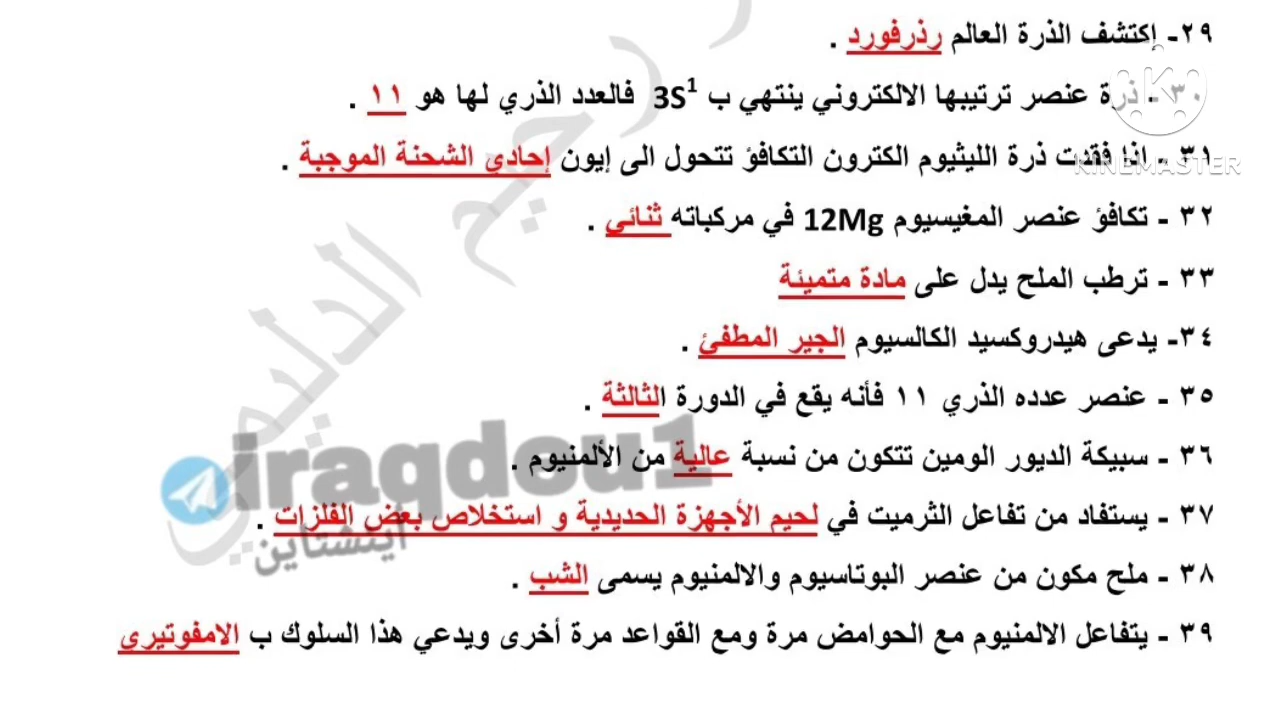 ٢٩- إكتشف الذرة العالم رذرفورد .
٣٠- ذرة عنصر ترتيبها الالكتروني ينتهي ب 3S¹ فالعدد الذري لها هو ١١ .
٣١- اذا فقدت ذرة الليثيوم الكترون التكافؤ تتحول الى إيون إحادي الشحنة الموجبة .
KINEMASTER
٣٢ - تكافؤ عنصر المغيسيوم 12Mg في مركباته ثنائي .
٣٣ - ترطب الملح يدل على مادة متميئة
٣٤- يدعى هيدروكسيد الكالسيوم الجير المطفئ .
٣٥ - عنصر عدده الذري ١١ فأنه يقع في الدورة الثالثة .
٣٦ - سبيكة الديور الومين تتكون من نسبة عالية من الألمنيوم .
iraqdeu1
٣٧ - يستفاد من تفاعل الثرميت في لحيم الأجهزة الحديدية و استخلاص بعض الفلزات .
أينشتاين
٣٨ - ملح مكون من عنصر البوتاسيوم والالمنيوم يسمى الشب .
٣٩ - يتفاعل الالمنيوم مع الحوامض مرة ومع القواعد مرة أخرى ويدعي هذا السلوك ب الامفوتيرى